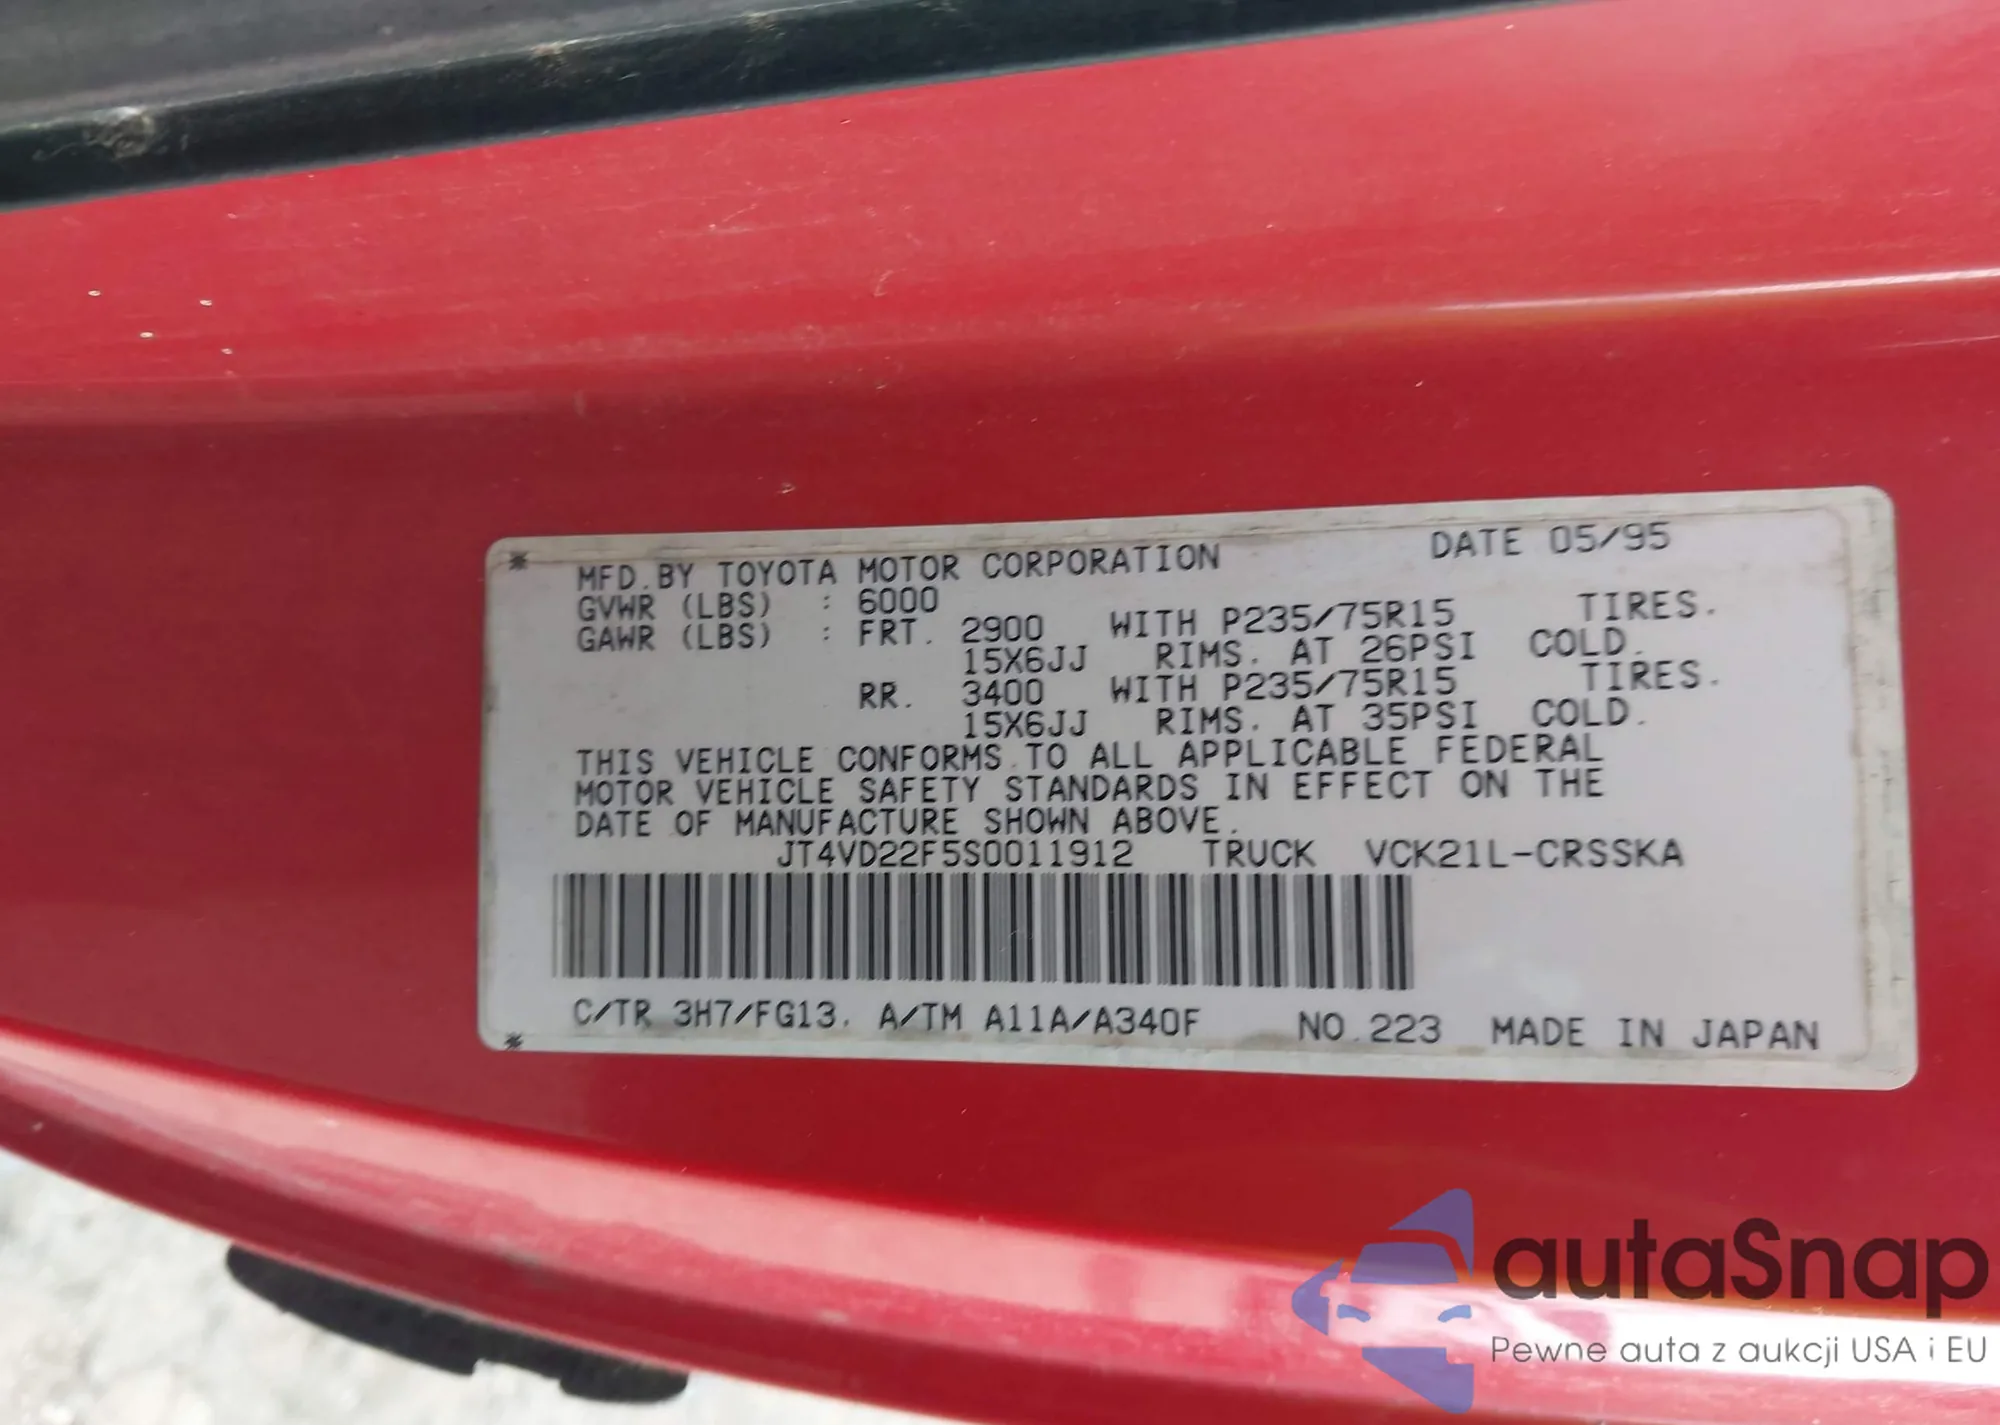 * MFD.BY TOYOTA MOTOR CORPORATION DATE 05/95
GVWR (LBS) : 6000
GAWR (LBS) : FRT. 2900 WITH P235/75R15 TIRES.
15X6JJ RIMS. AT 26PSI COLD.
RR. 3400 WITH P235/75R15 TIRES.
15X6JJ RIMS. AT 35PSI COLD.
THIS VEHICLE CONFORMS TO ALL APPLICABLE FEDERAL
MOTOR VEHICLE SAFETY STANDARDS IN EFFECT ON THE
DATE OF MANUFACTURE SHOWN ABOVE.
JT4VD22F5S0011912 TRUCK VCK21L-CRSSKA
* C/TR 3H7/FG13. A/TM A11A/A340F NO.223 MADE IN JAPAN
autaSnap
Pewne auta z aukcji USA i EU